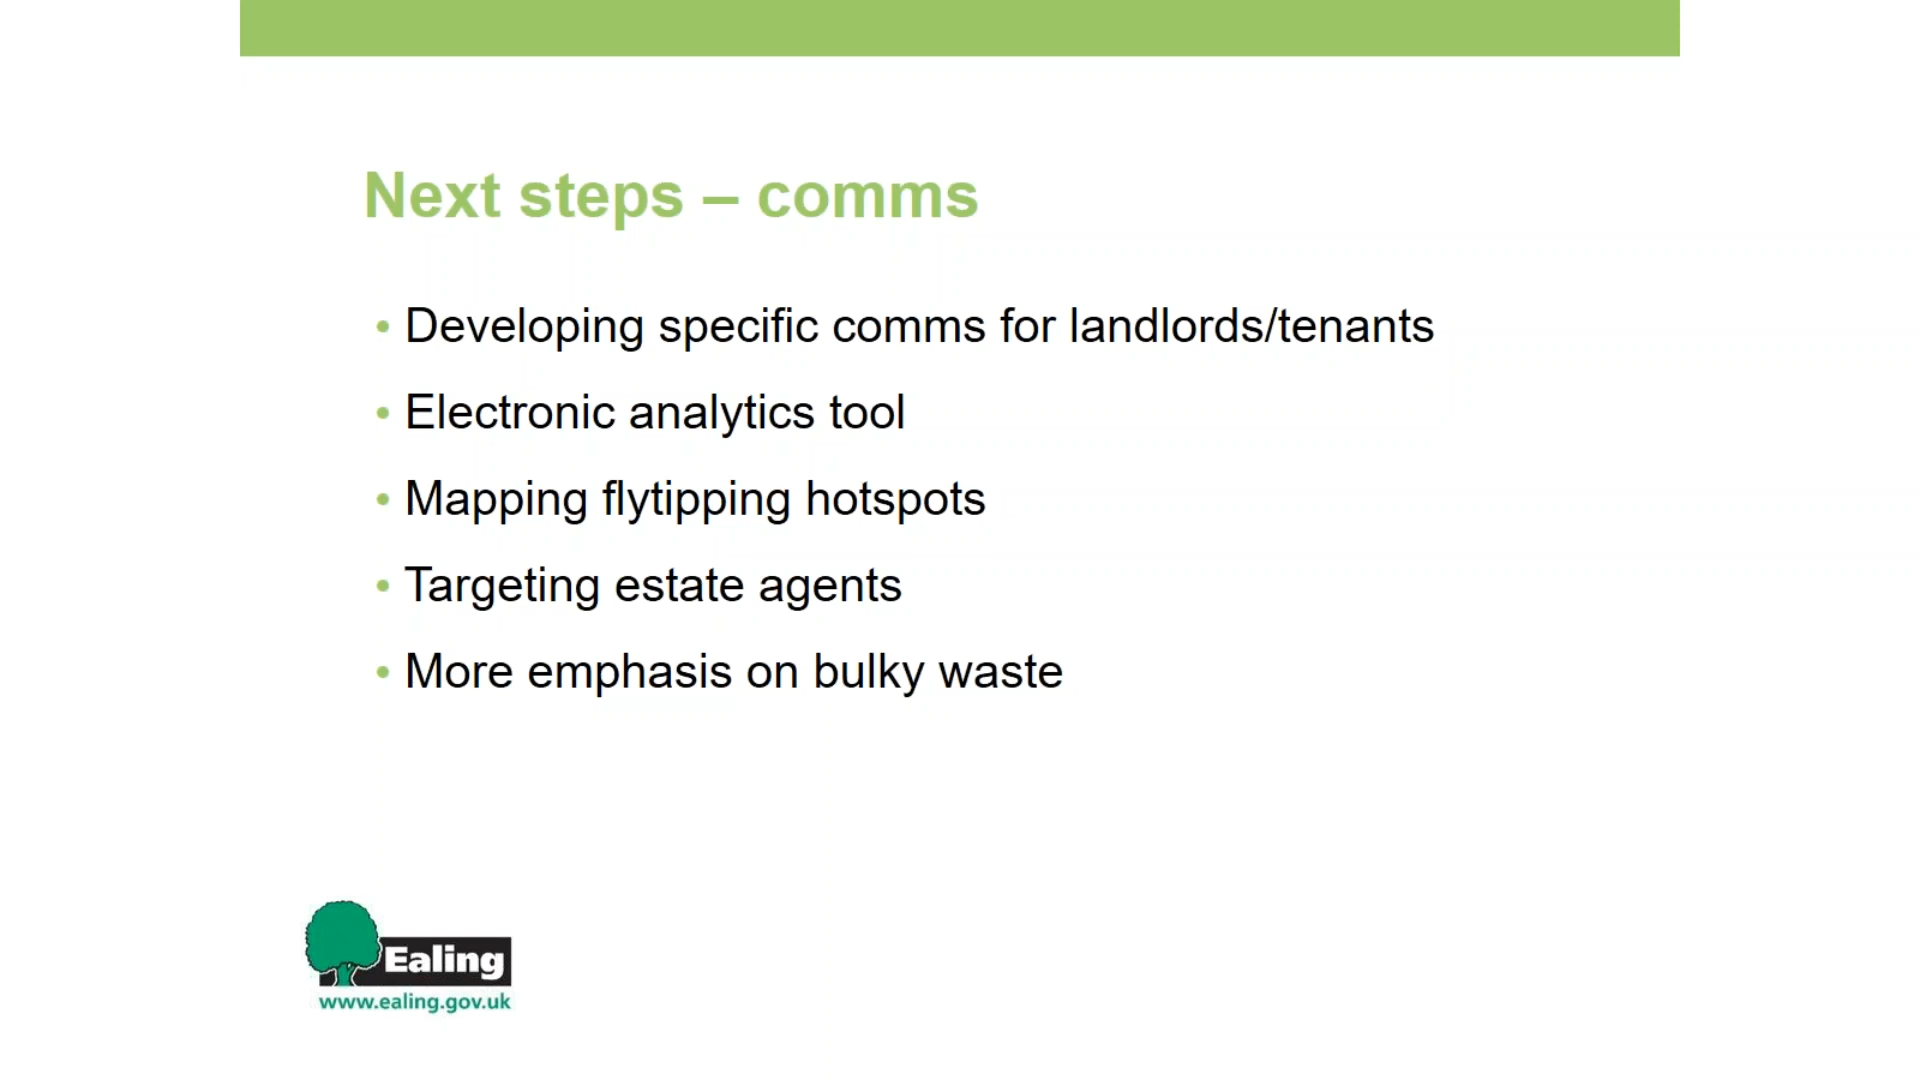 Next steps – comms
• Developing specific comms for landlords/tenants
• Electronic analytics tool
• Mapping flytipping hotspots
• Targeting estate agents
• More emphasis on bulky waste
Ealing
www.ealing.gov.uk